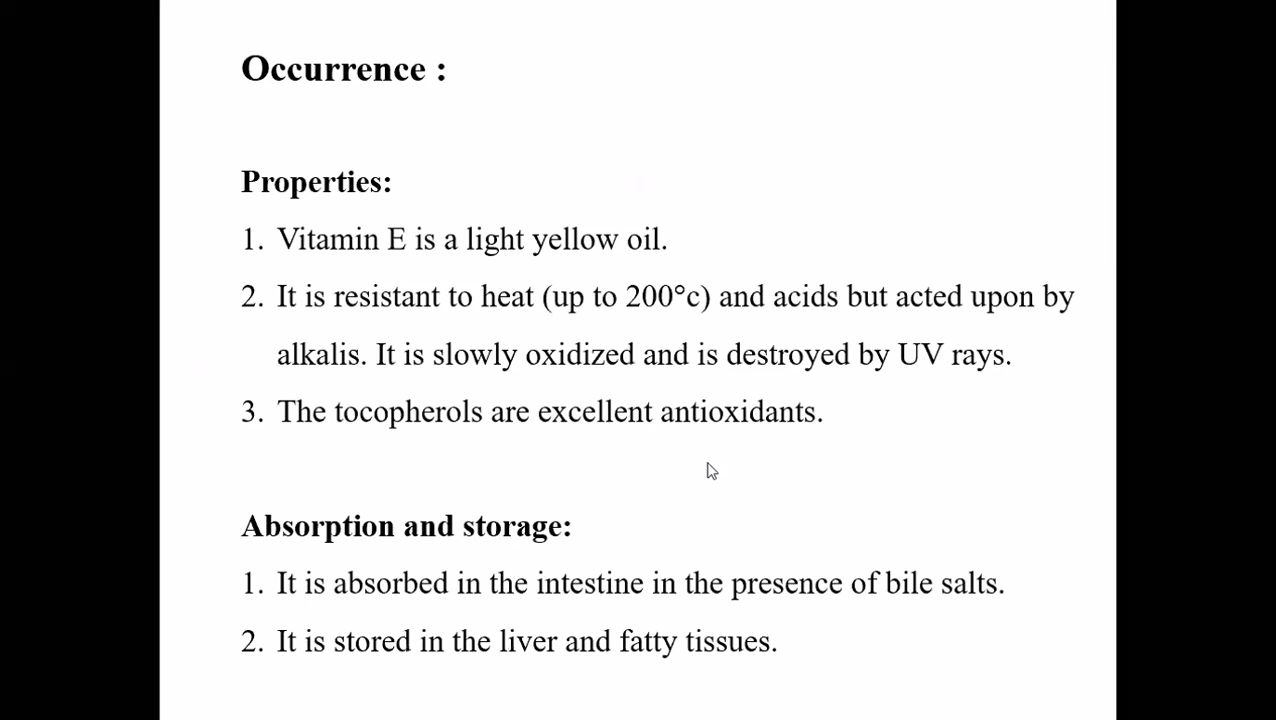 Occurrence :
Properties:
1. Vitamin E is a light yellow oil.
2. It is resistant to heat (up to 200°c) and acids but acted upon by
alkalis. It is slowly oxidized and is destroyed by UV rays.
3. The tocopherols are excellent antioxidants.
Absorption and storage:
1. It is absorbed in the intestine in the presence of bile salts.
2. It is stored in the liver and fatty tissues.